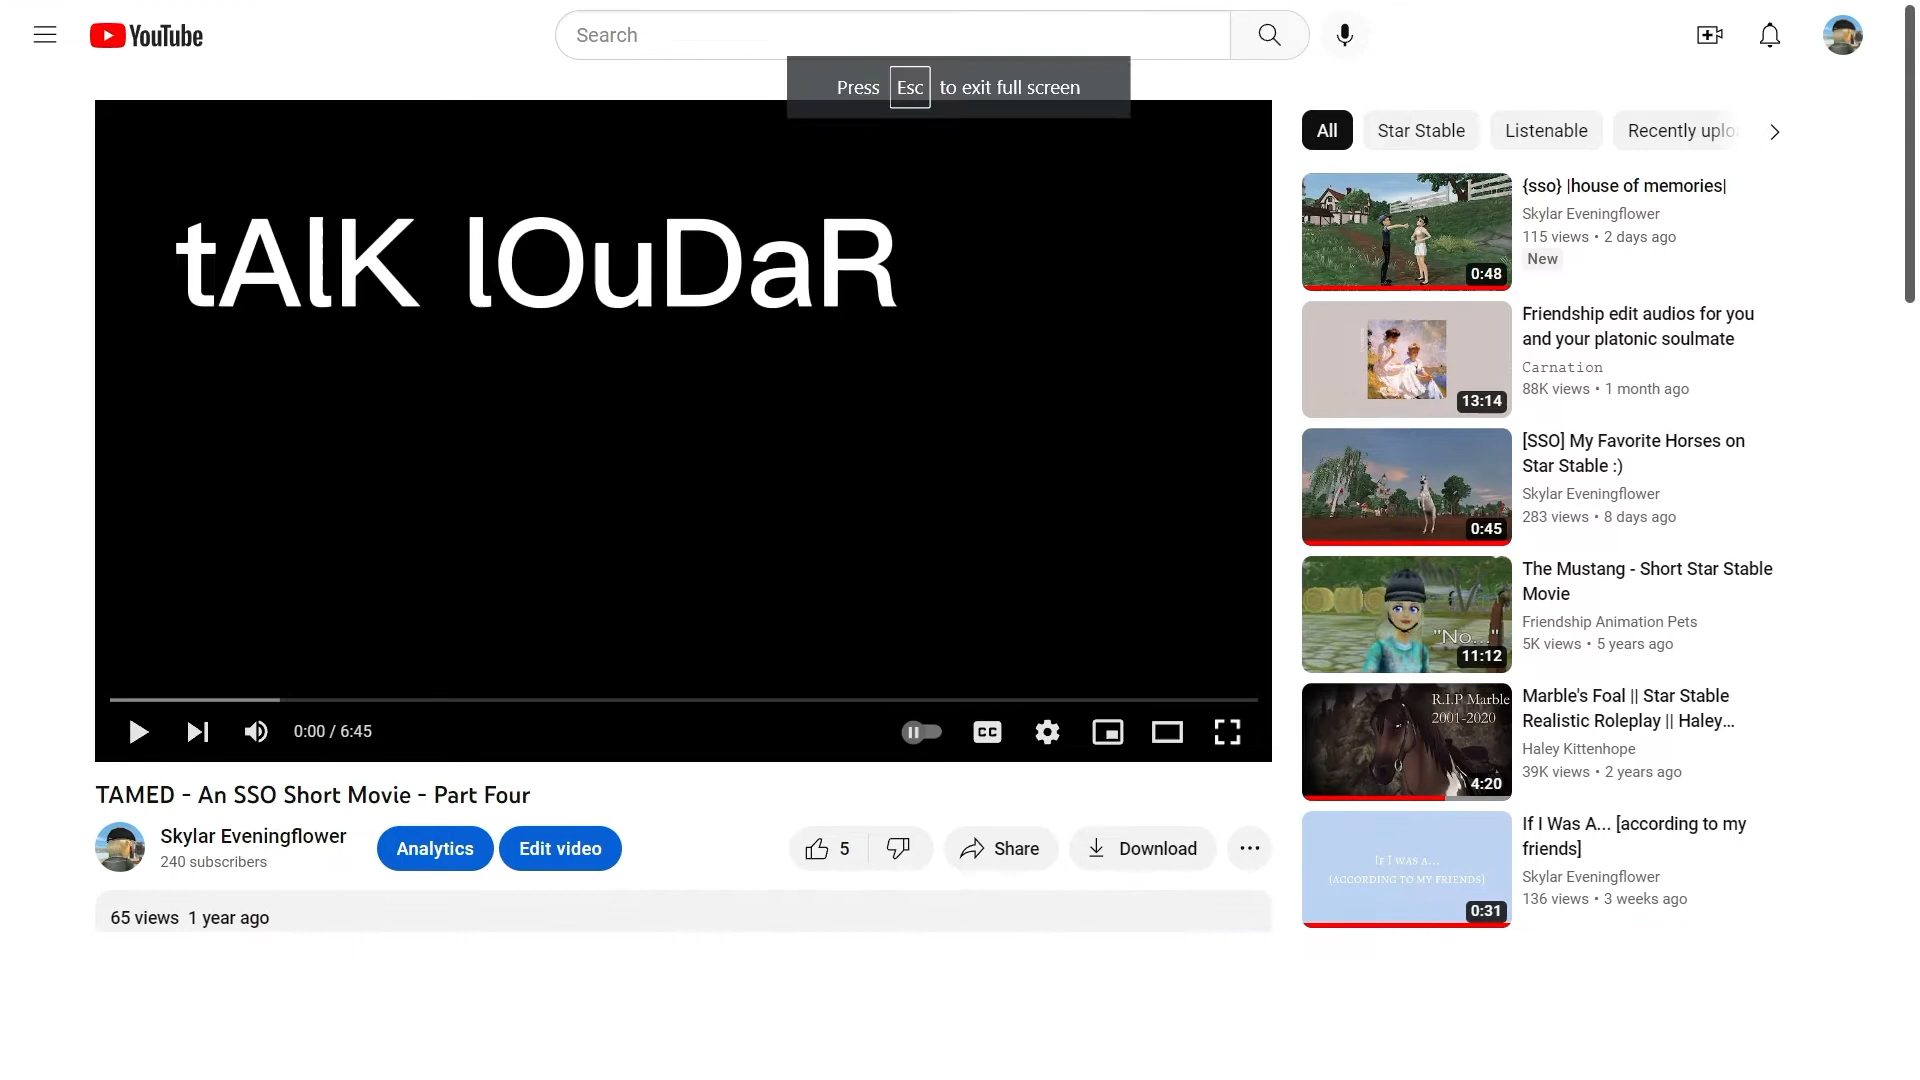 YouTube
Search
Press Esc to exit full screen
tAlK lOuDaR
0:00 / 6:45
CC
TAMED - An SSO Short Movie - Part Four
Skylar Eveningflower
240 subscribers
Analytics
Edit video
5
Share
Download
65 views 1 year ago
All
Star Stable
Listenable
Recently uplo
0:48
{sso} |house of memories|
Skylar Eveningflower
115 views • 2 days ago
New
13:14
Friendship edit audios for you
and your platonic soulmate
Carnation
88K views • 1 month ago
0:45
[SSO] My Favorite Horses on
Star Stable :)
Skylar Eveningflower
283 views • 8 days ago
"No..."
11:12
The Mustang - Short Star Stable
Movie
Friendship Animation Pets
5K views • 5 years ago
R.I.P Marble
2001-2020
4:20
Marble's Foal || Star Stable
Realistic Roleplay || Haley...
Haley Kittenhope
39K views • 2 years ago
If I was a...
(according to my friends)
0:31
If I Was A... [according to my
friends]
Skylar Eveningflower
136 views • 3 weeks ago